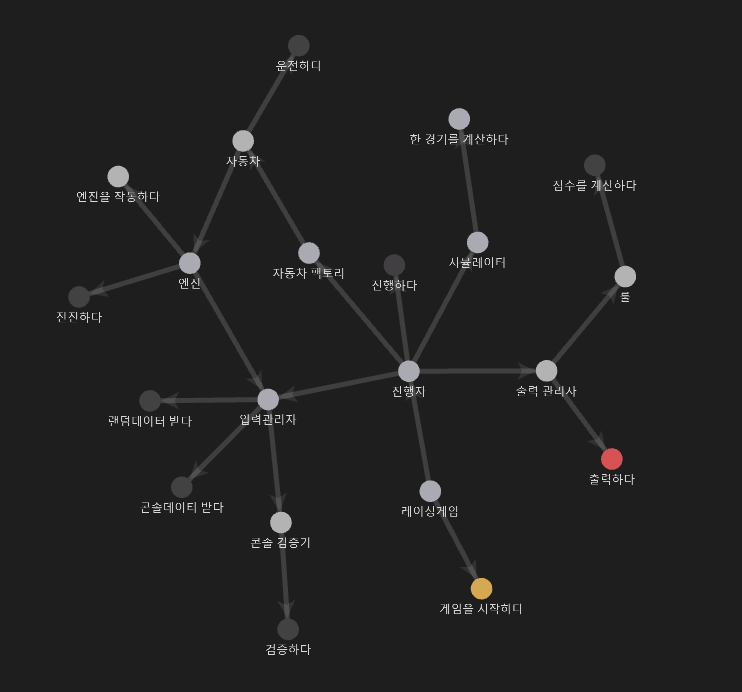 운전하다
자동차
한 경기를 계산하다
엔진을 작동하다
점수를 계산하다
시뮬레이터
자동차 팩토리
엔진
진행하다
룰
전진하다
진행자
출력 관리사
랜덤데이터 받다
입력관리자
출력하다
콘솔데이터 받다
레이싱게임
콘솔 검증기
게임을 시작하다
검증하다